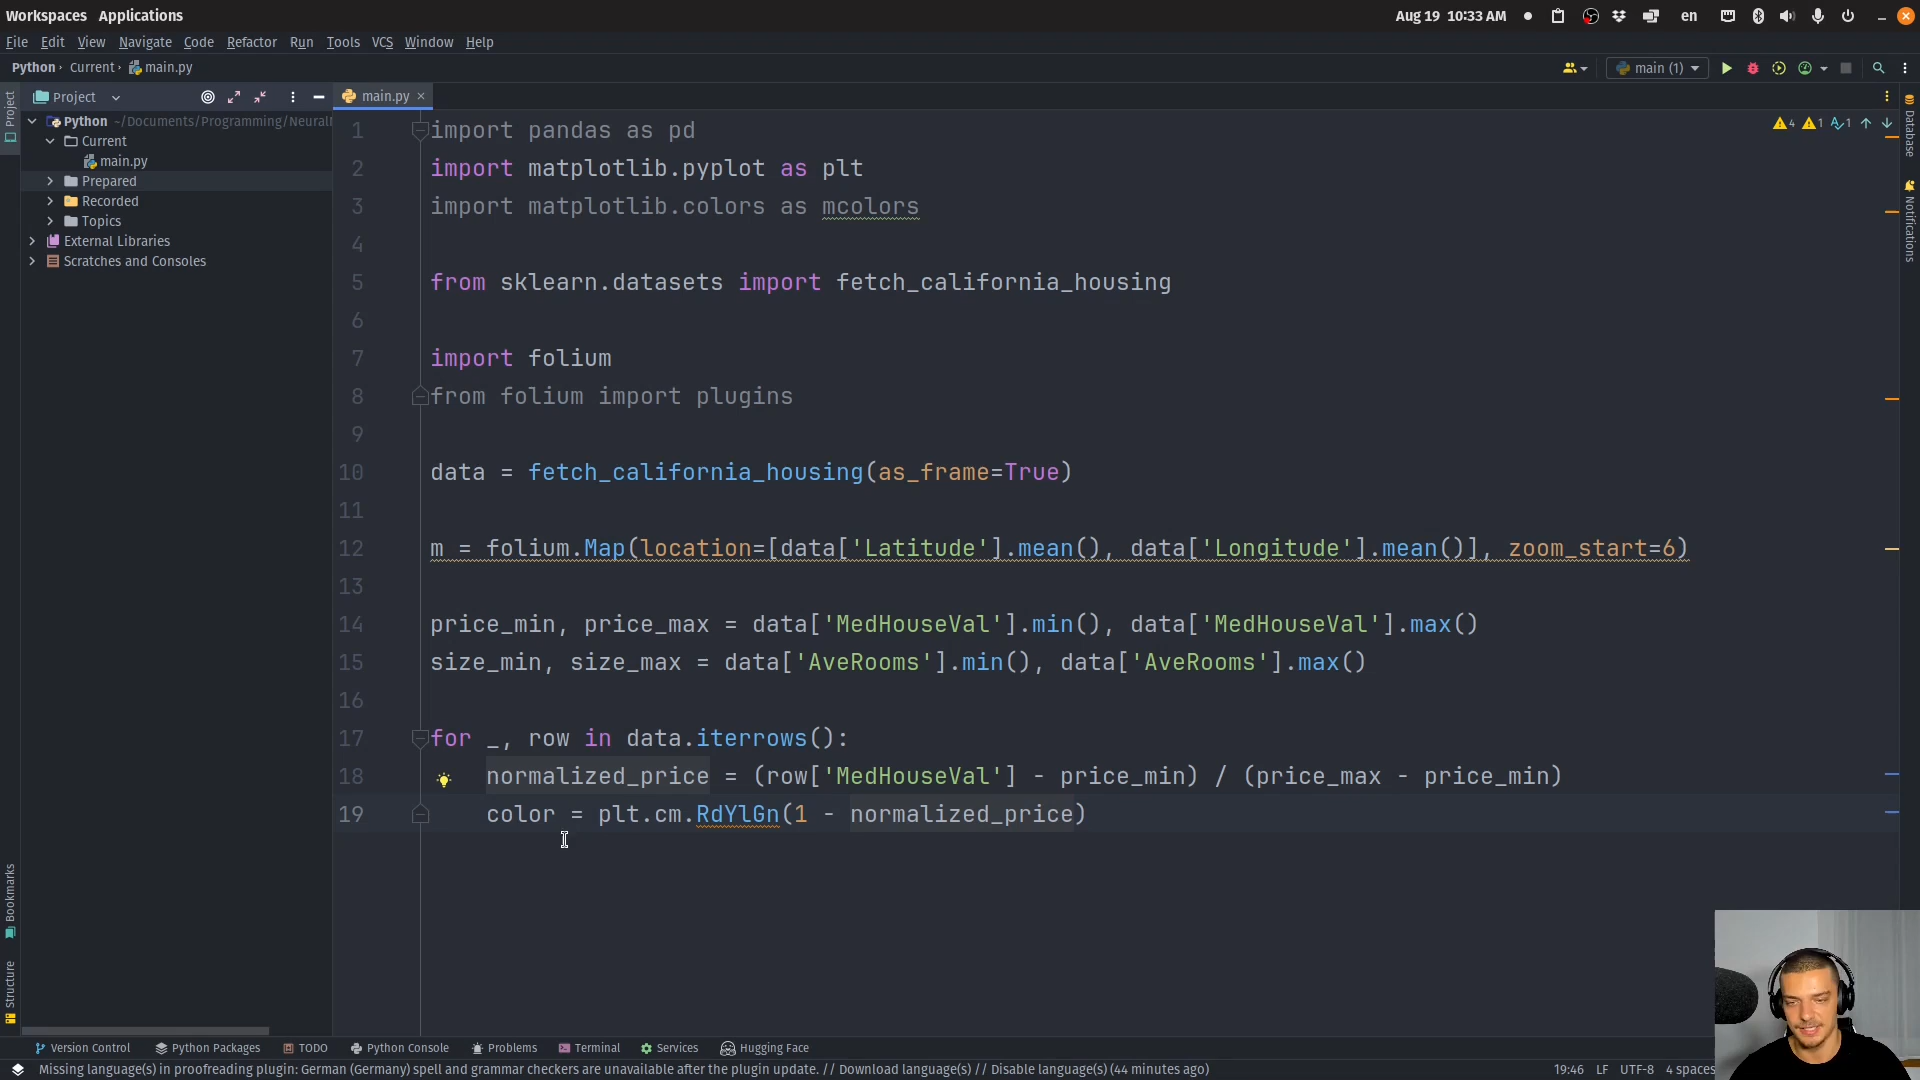 Workspaces Applications
Aug 19 10:33 AM
en
File Edit View Navigate Code Refactor Run Tools VCS Window Help
Python Current main.py
main (1)
Project
main.py
Python ~/Documents/Programming/NeuralN
Current
main.py
Prepared
Recorded
Topics
External Libraries
Scratches and Consoles
Project
Bookmarks
Structure
Database
Notifications
4 1 1
1 import pandas as pd
2 import matplotlib.pyplot as plt
3 import matplotlib.colors as mcolors
4
5 from sklearn.datasets import fetch_california_housing
6
7 import folium
8 from folium import plugins
9
10 data = fetch_california_housing(as_frame=True)
11
12 m = folium.Map(location=[data['Latitude'].mean(), data['Longitude'].mean()], zoom_start=6)
13
14 price_min, price_max = data['MedHouseVal'].min(), data['MedHouseVal'].max()
15 size_min, size_max = data['AveRooms'].min(), data['AveRooms'].max()
16
17 for _, row in data.iterrows():
18 normalized_price = (row['MedHouseVal'] - price_min) / (price_max - price_min)
19 color = plt.cm.RdYlGn(1 - normalized_price)
Version Control Python Packages TODO Python Console Problems Terminal Services Hugging Face
Missing language(s) in proofreading plugin: German (Germany) spell and grammar checkers are unavailable after the plugin update. // Download language(s) // Disable language(s) (44 minutes ago)
19:46 LF UTF-8 4 spaces